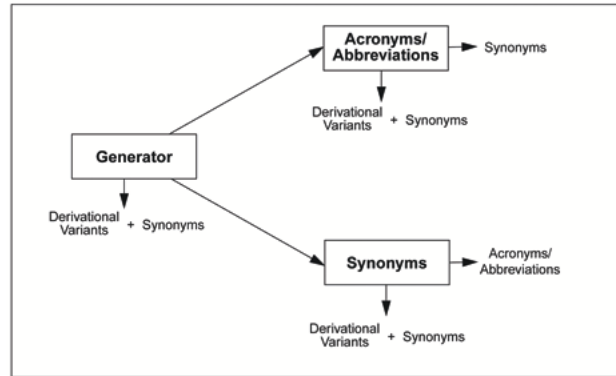 Acronyms/
Abbreviations
Synonyms
Derivational
Variants + Synonyms
Generator
Derivational
Variants + Synonyms
Synonyms
Acronyms/
Abbreviations
Derivational
Variants + Synonyms